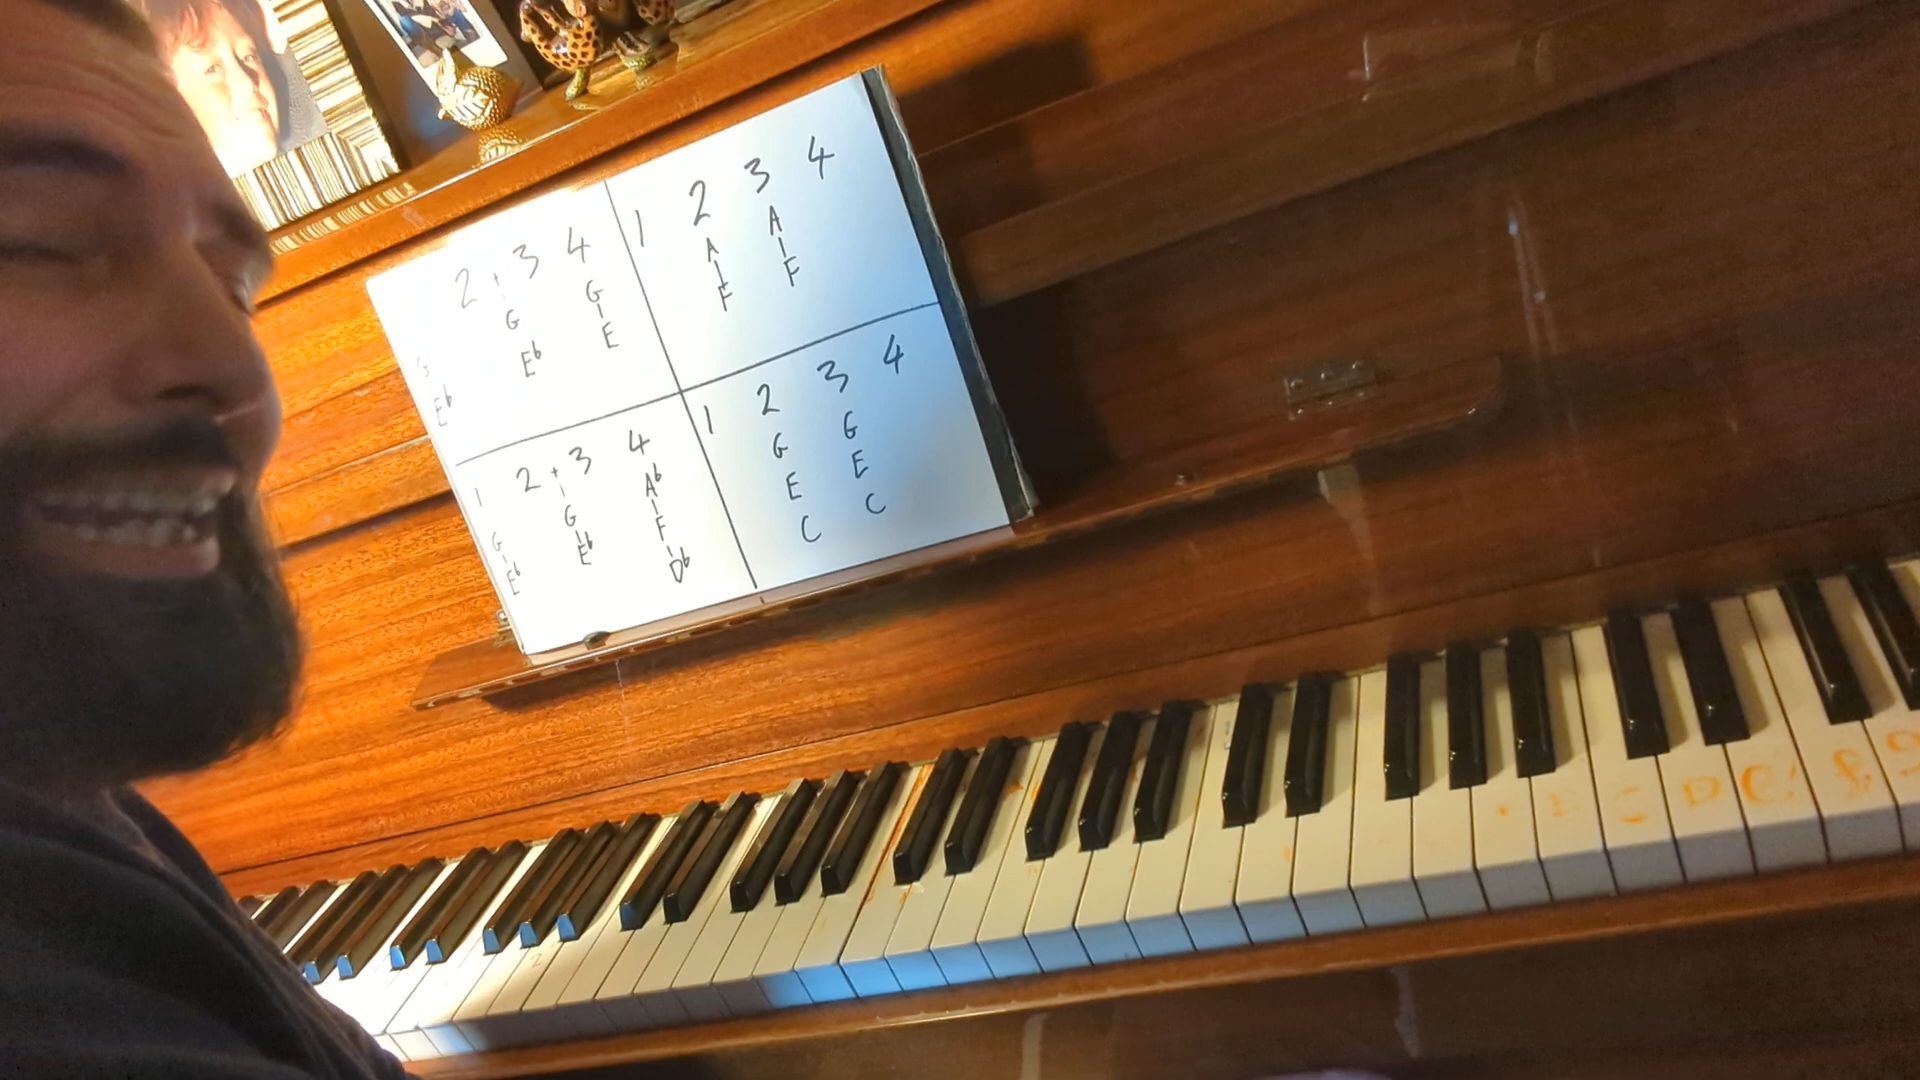 2 + 3 4
G G
G E♭ E
E♭
1 2 3 4
A A
F F
1 2 + 3 4
G G A♭
E♭ E♭ F
D♭
1 2 3 4
G G
E E
C C